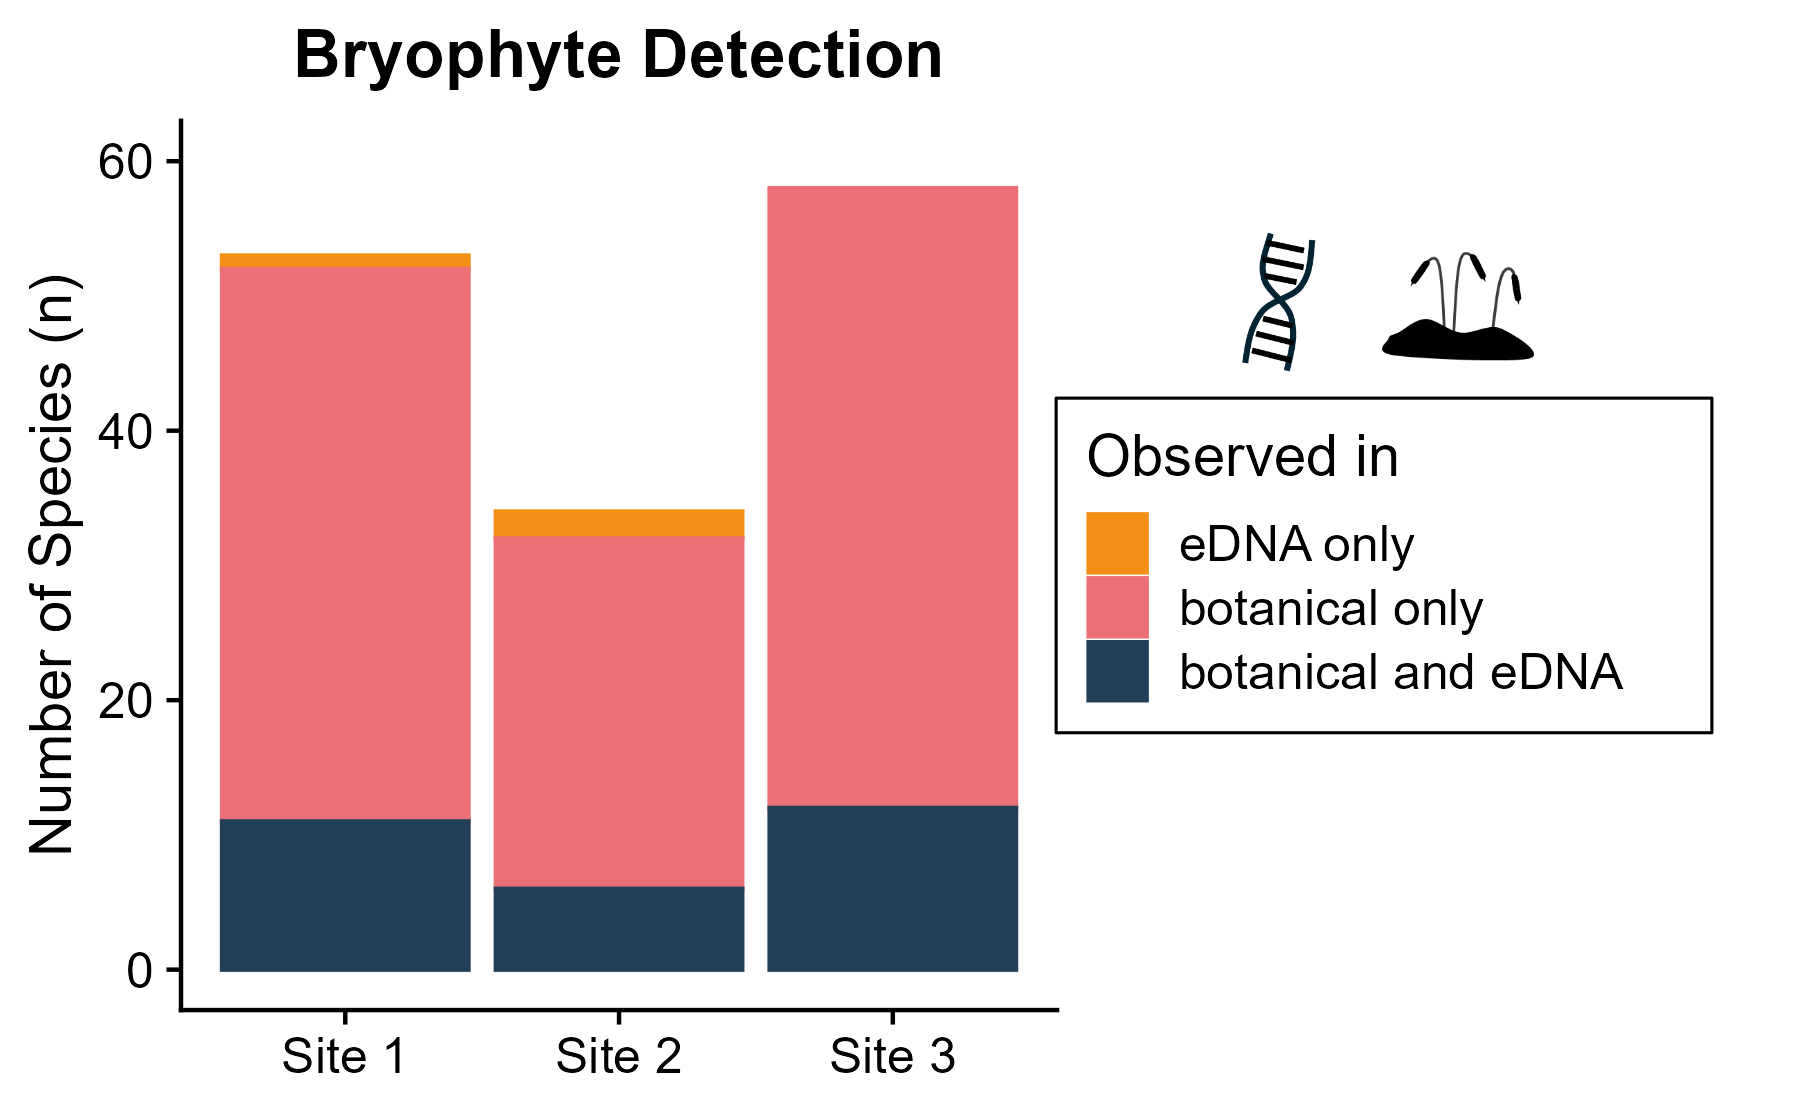 Bryophyte Detection
Number of Species (n)
60
40
20
0
Site 1
Site 2
Site 3
Observed in
eDNA only
botanical only
botanical and eDNA